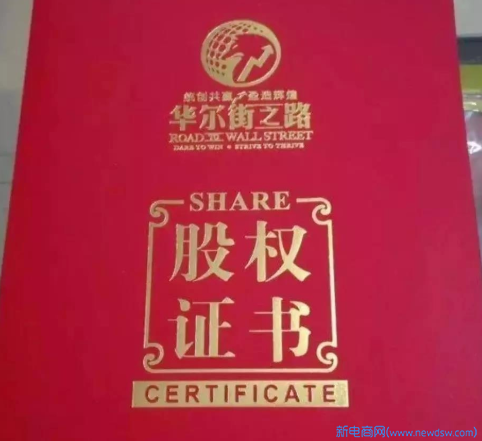 华尔街之路
ROAD TO WALL STREET
DARE TO WIN ★ STRIVE TO THRIVE
SHARE
股权
证书
CERTIFICATE
新电商网(www.newdsw.com)